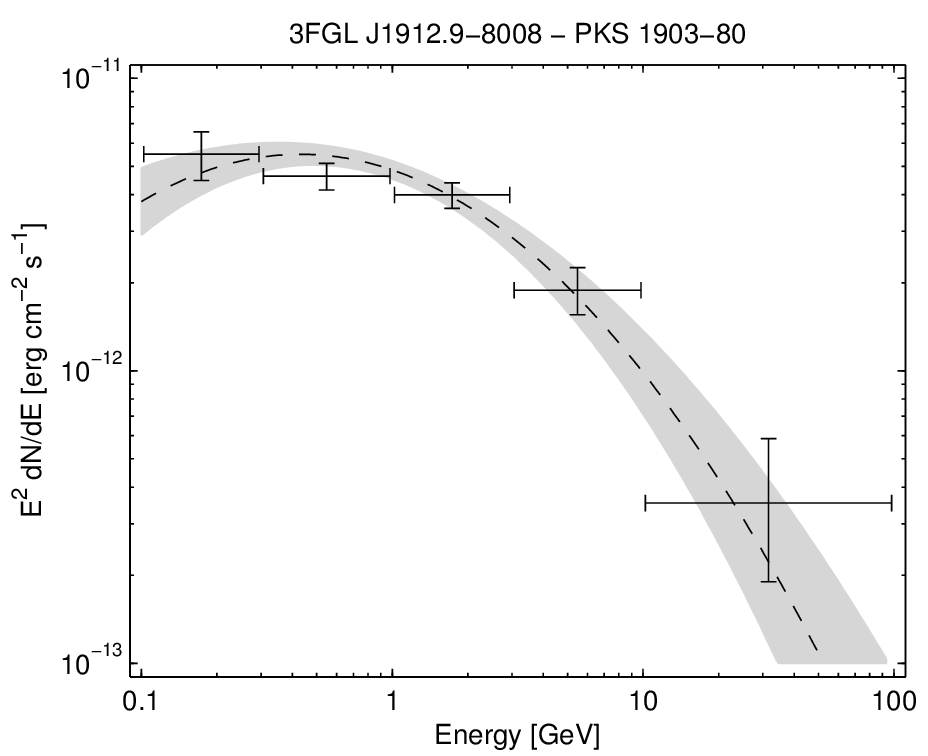 3FGL J1912.9−8008 − PKS 1903−80
10⁻¹¹
10⁻¹²
10⁻¹³
E² dN/dE [erg cm⁻² s⁻¹]
0.1 1 10 100
Energy [GeV]